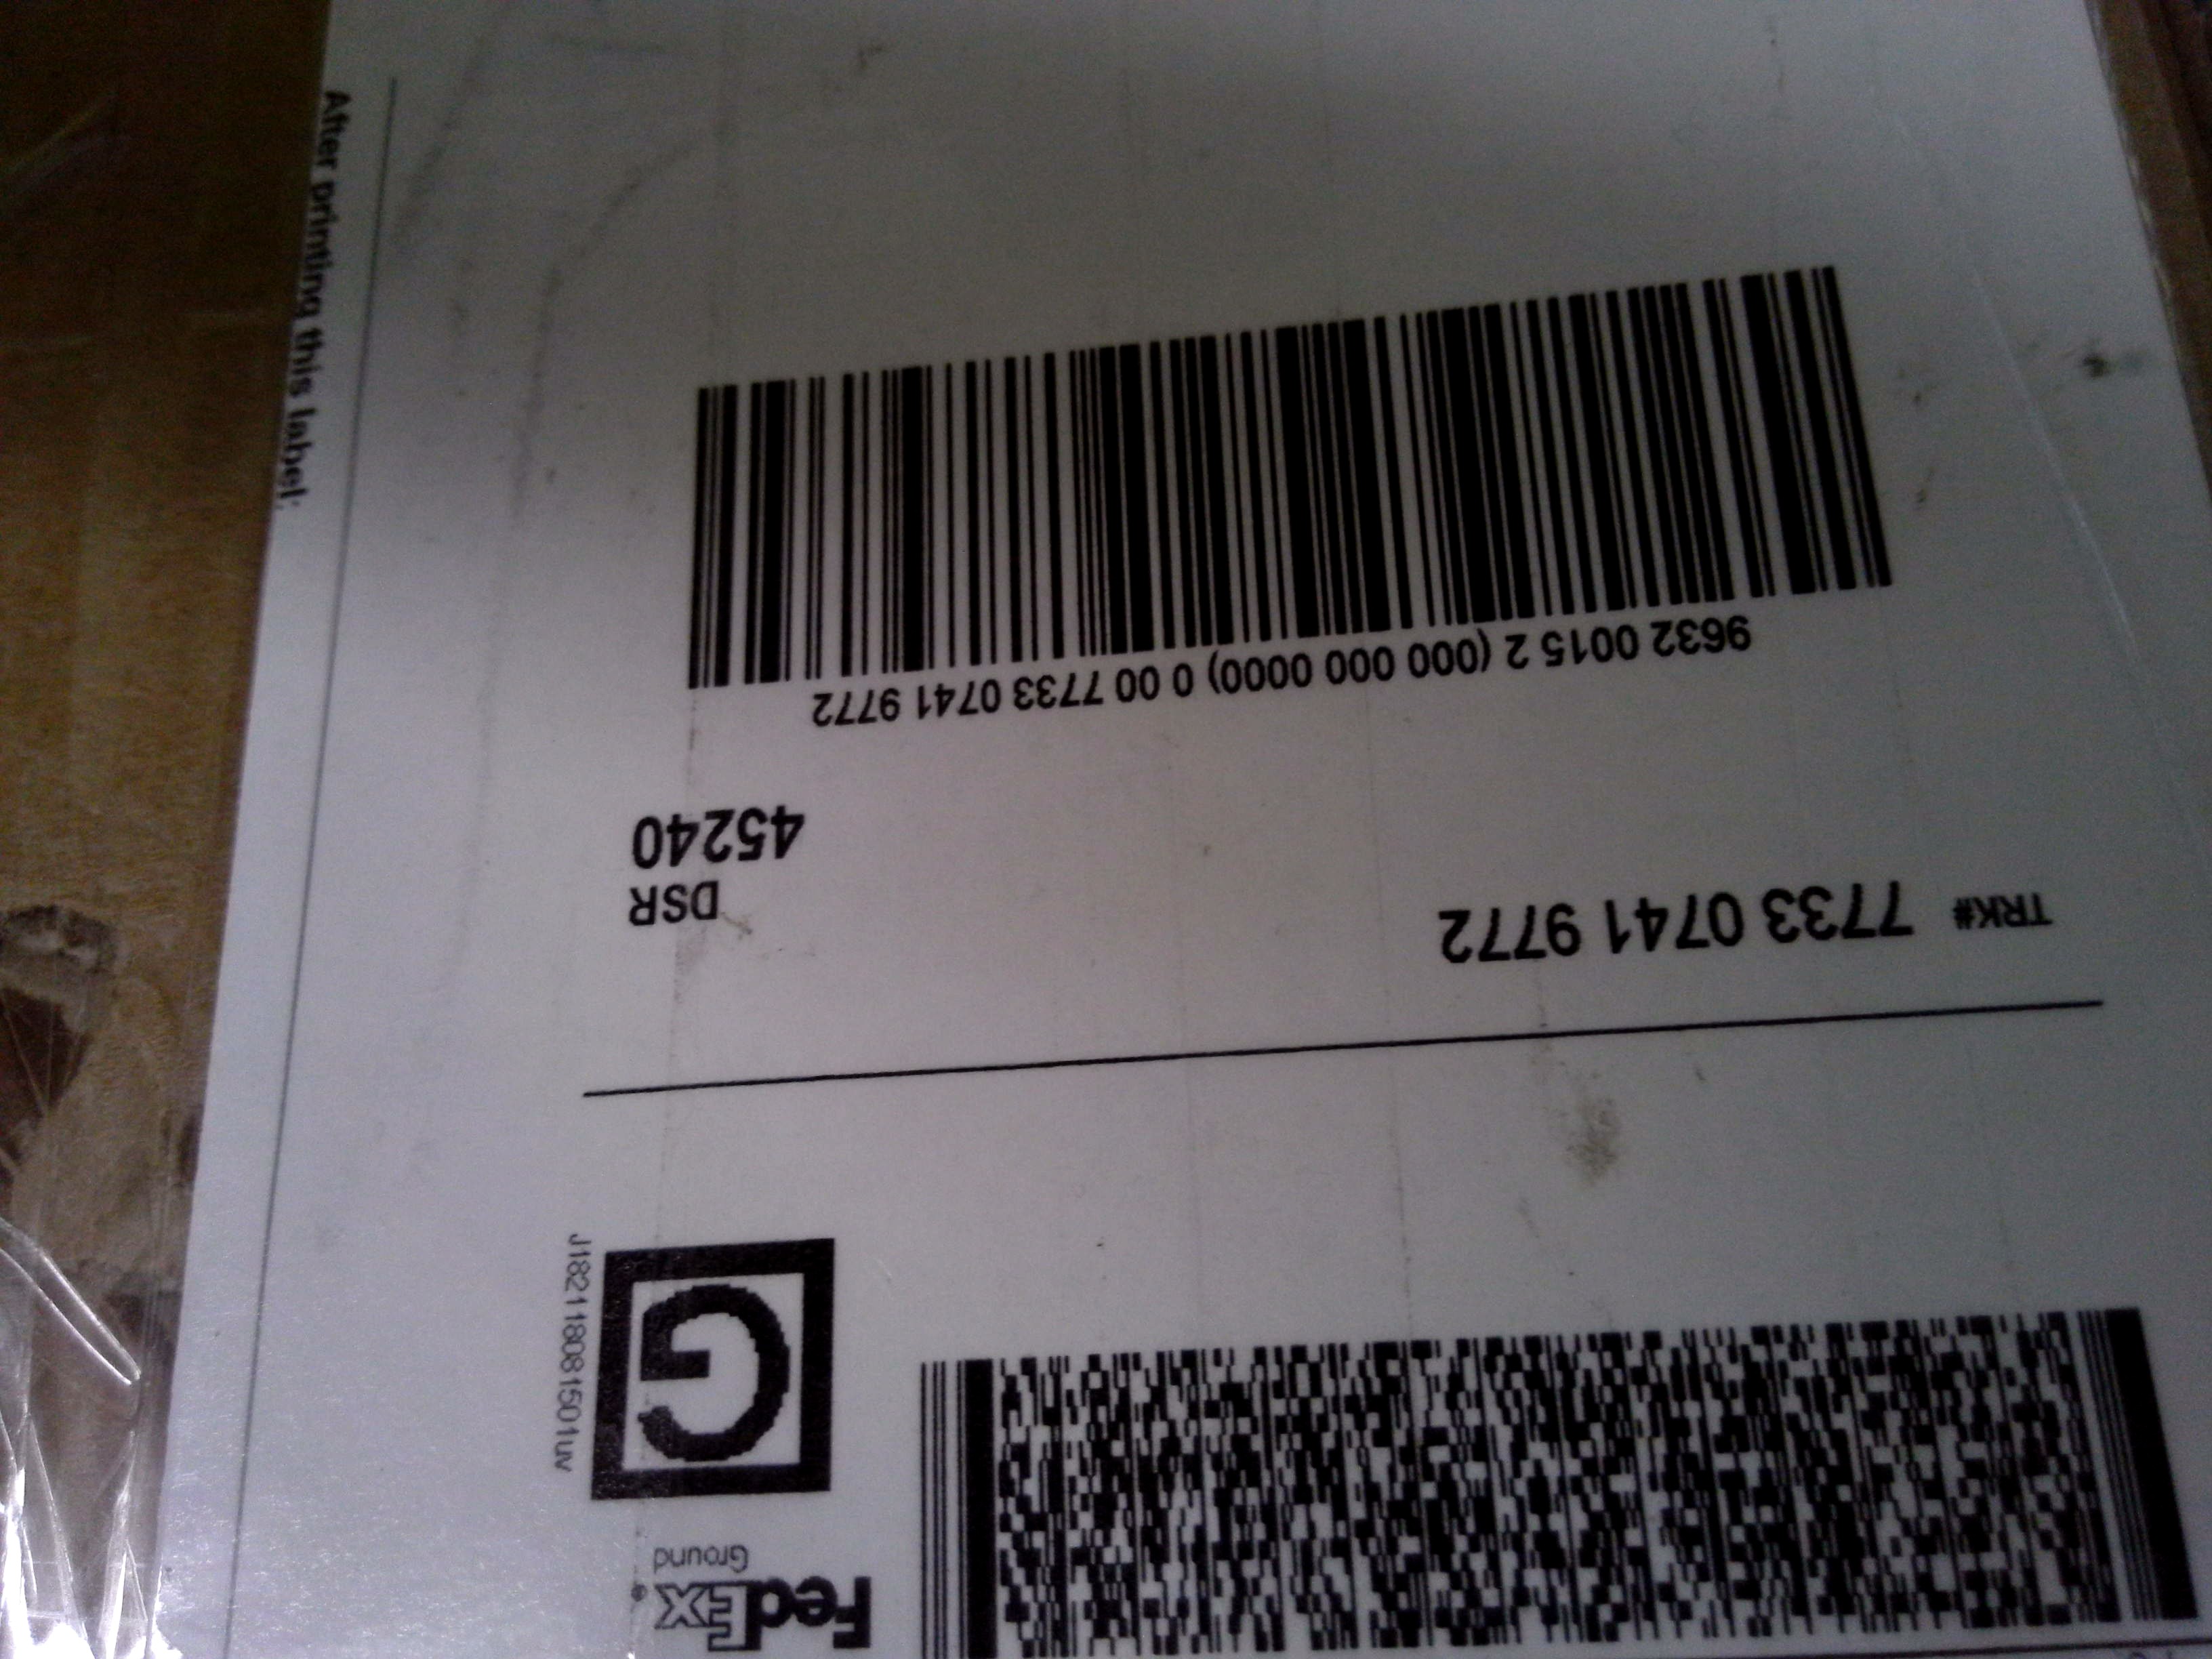 FedEx®
Ground
G
J182118081501uv
TRK# 7733 0741 9772
DSR
45240
9632 0015 2 (000 000 0000) 0 00 7733 0741 9772
After printing this label: